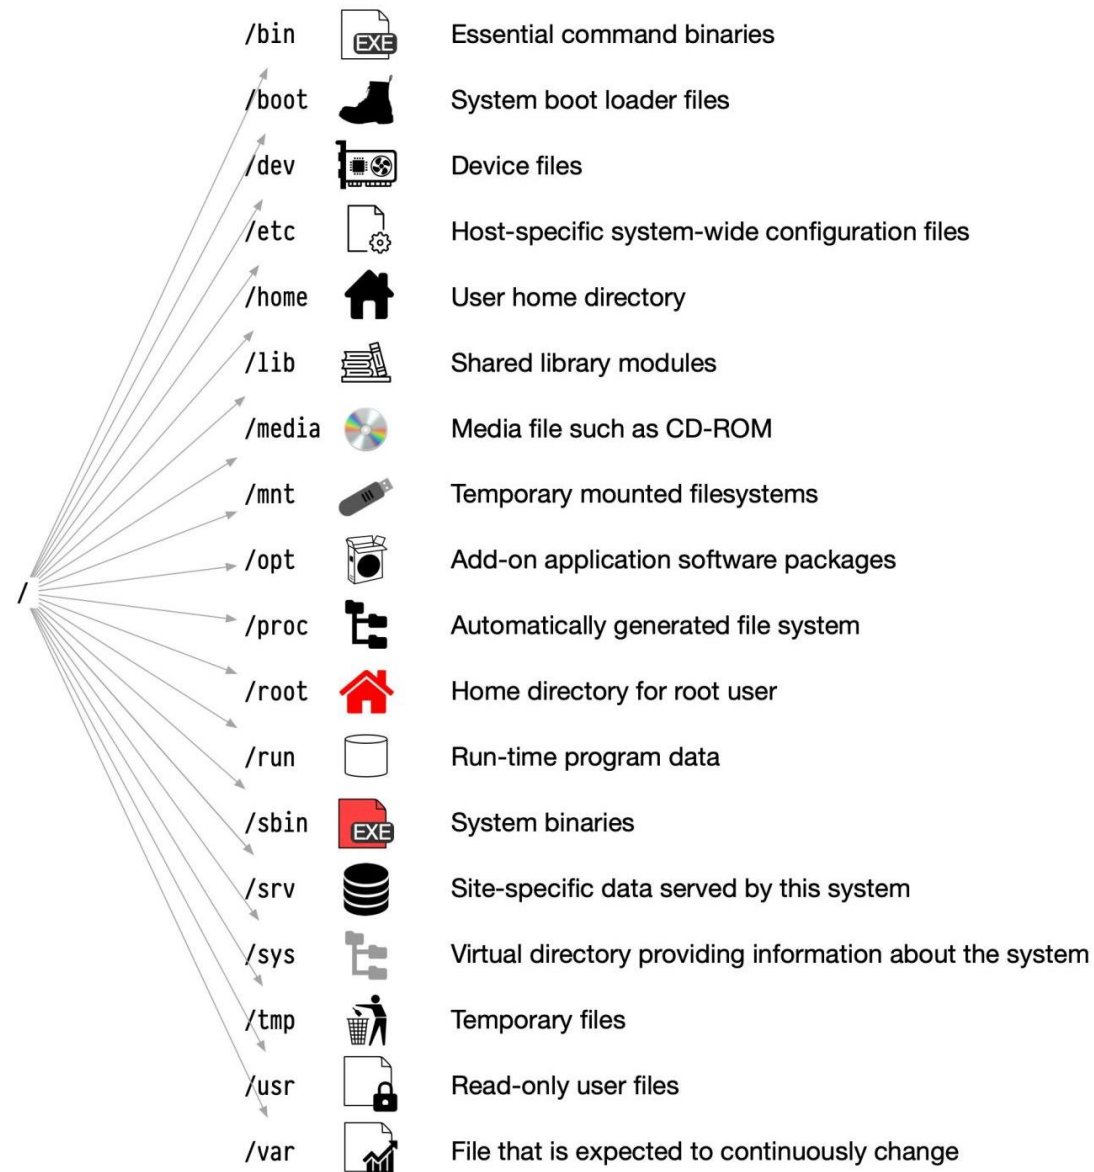 /bin EXE Essential command binaries
/boot System boot loader files
/dev Device files
/etc Host-specific system-wide configuration files
/home User home directory
/lib Shared library modules
/media Media file such as CD-ROM
/mnt Temporary mounted filesystems
/opt Add-on application software packages
/
/proc Automatically generated file system
/root Home directory for root user
/run Run-time program data
/sbin EXE System binaries
/srv Site-specific data served by this system
/sys Virtual directory providing information about the system
/tmp Temporary files
/usr Read-only user files
/var File that is expected to continuously change